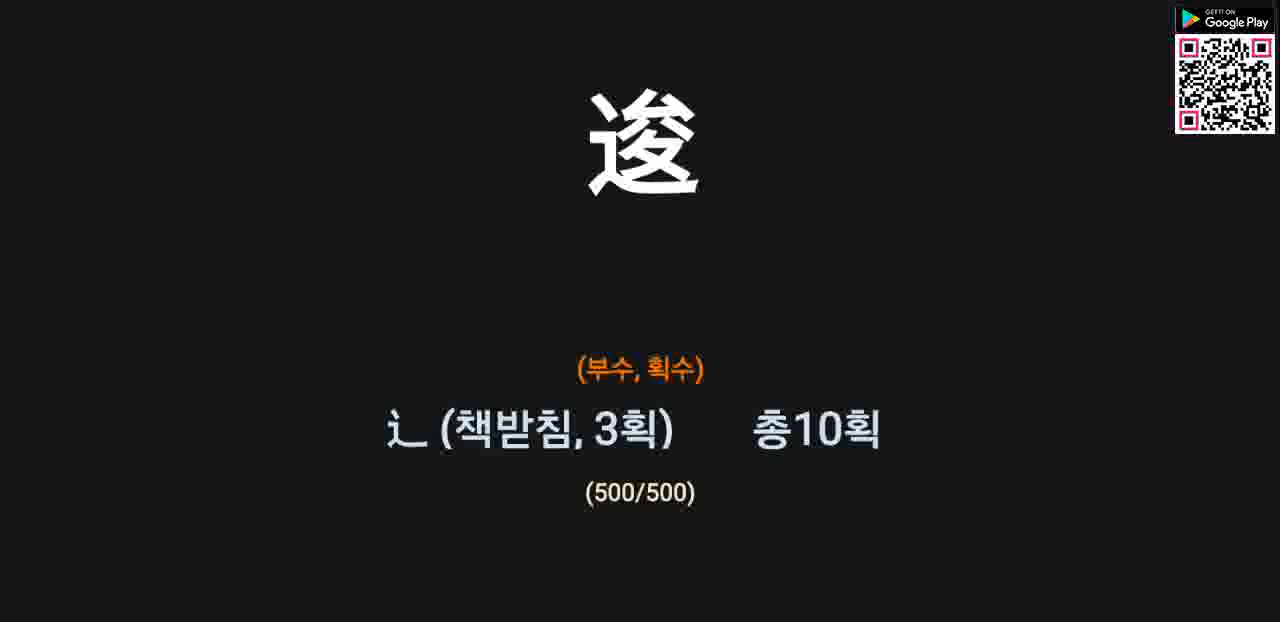 GET IT ON
Google Play
逡
(부수, 획수)
⻌ (책받침, 3획) 총10획
(500/500)